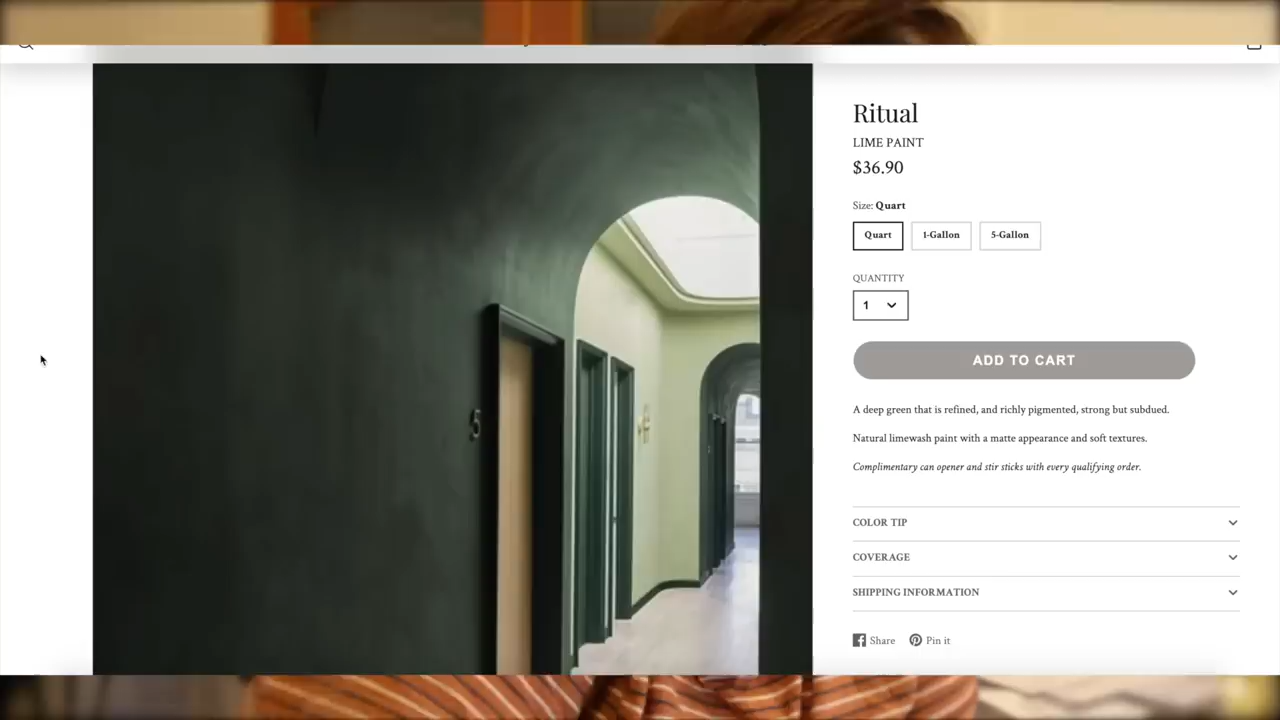 Ritual
LIME PAINT
$36.90
Size: Quart
Quart
1-Gallon
5-Gallon
QUANTITY
1
ADD TO CART
A deep green that is refined, and richly pigmented, strong but subdued.
Natural limewash paint with a matte appearance and soft textures.
Complimentary can opener and stir sticks with every qualifying order.
COLOR TIP
COVERAGE
SHIPPING INFORMATION
Share
Pin it
5